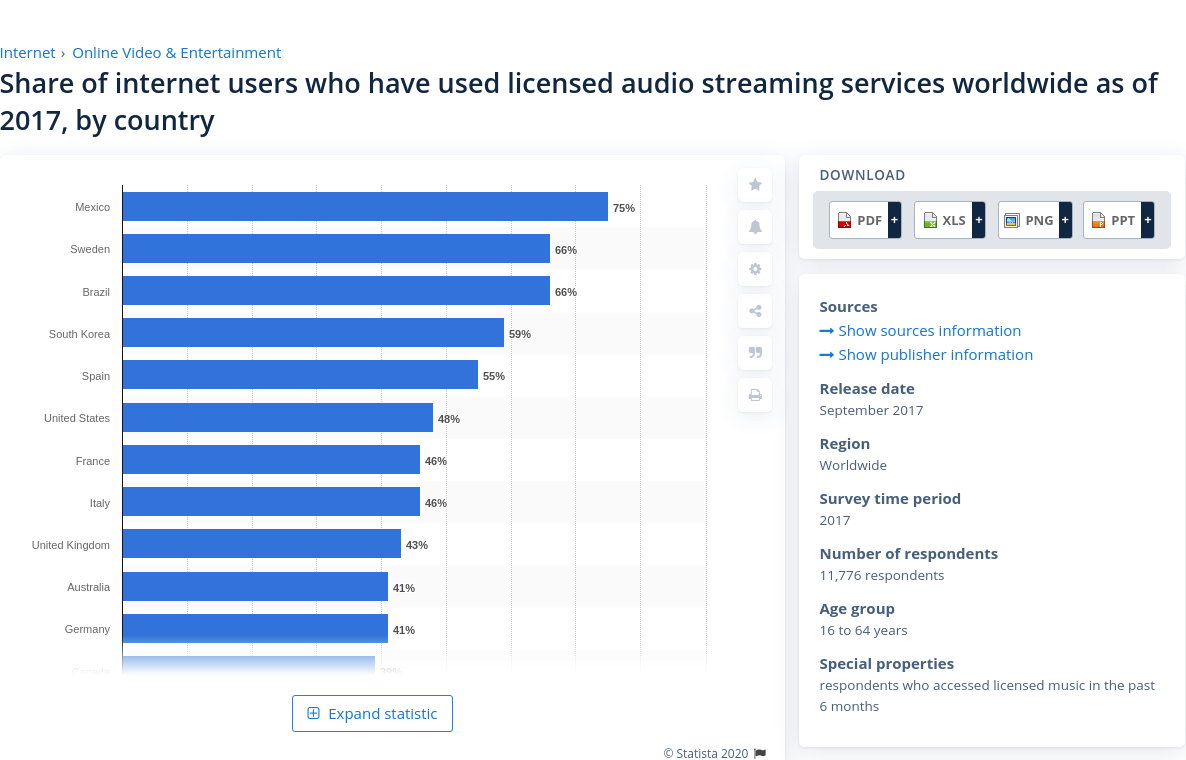 Internet › Online Video & Entertainment
Share of internet users who have used licensed audio streaming services worldwide as of
2017, by country
Mexico 75%
Sweden 66%
Brazil 66%
South Korea 59%
Spain 55%
United States 48%
France 46%
Italy 46%
United Kingdom 43%
Australia 41%
Germany 41%
Canada 39%
Expand statistic
© Statista 2020
DOWNLOAD
PDF + XLS + PNG + PPT +
Sources
Show sources information
Show publisher information
Release date
September 2017
Region
Worldwide
Survey time period
2017
Number of respondents
11,776 respondents
Age group
16 to 64 years
Special properties
respondents who accessed licensed music in the past
6 months